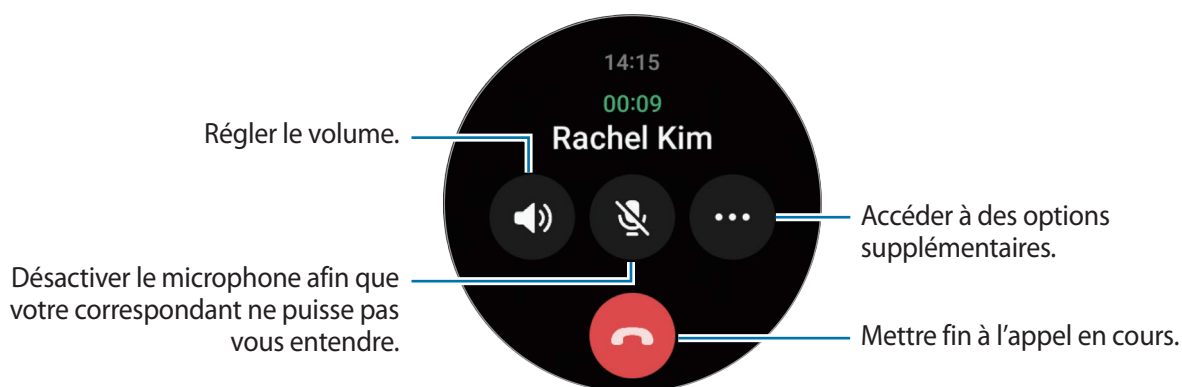 14:15
00:09
Rachel Kim
Régler le volume.
Accéder à des options
supplémentaires.
Désactiver le microphone afin que
votre correspondant ne puisse pas
vous entendre.
Mettre fin à l’appel en cours.